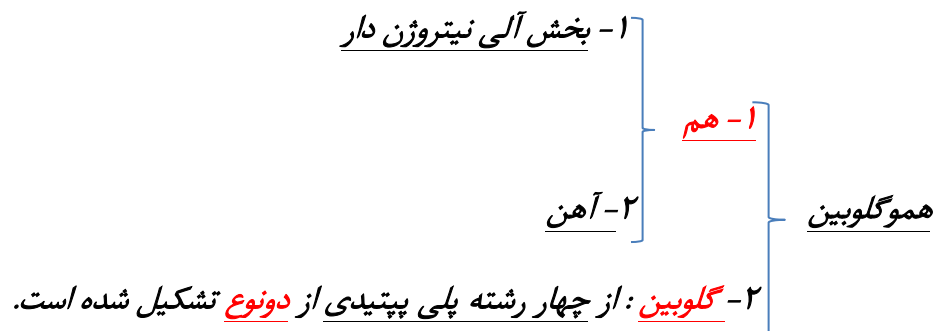 ۱- بخش آلی نیتروژن دار
۱- هم
۲- آهن
هموگلوبین
۲- گلوبین : از چهار رشته پلی پپتیدی از دونوع تشکیل شده است.